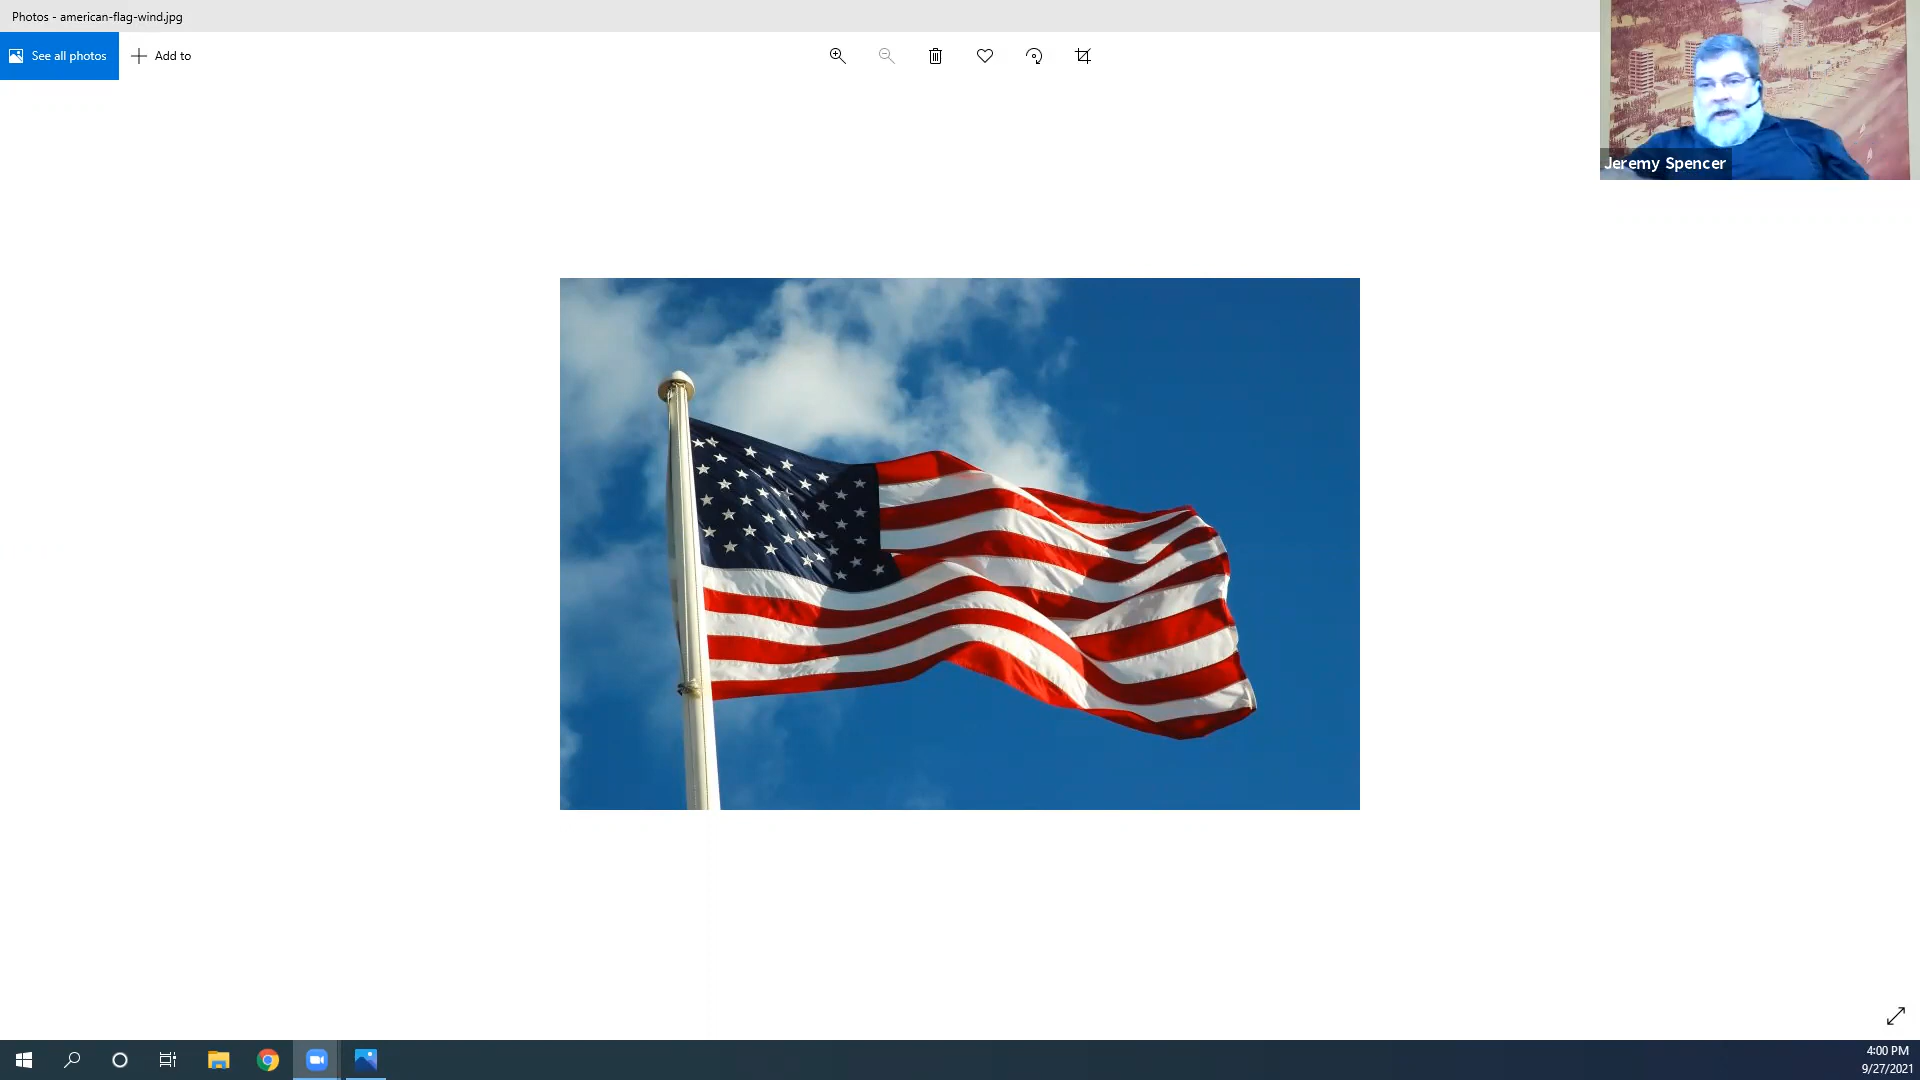 Photos - american-flag-wind.jpg
See all photos
Add to
Jeremy Spencer
4:00 PM
9/27/2021